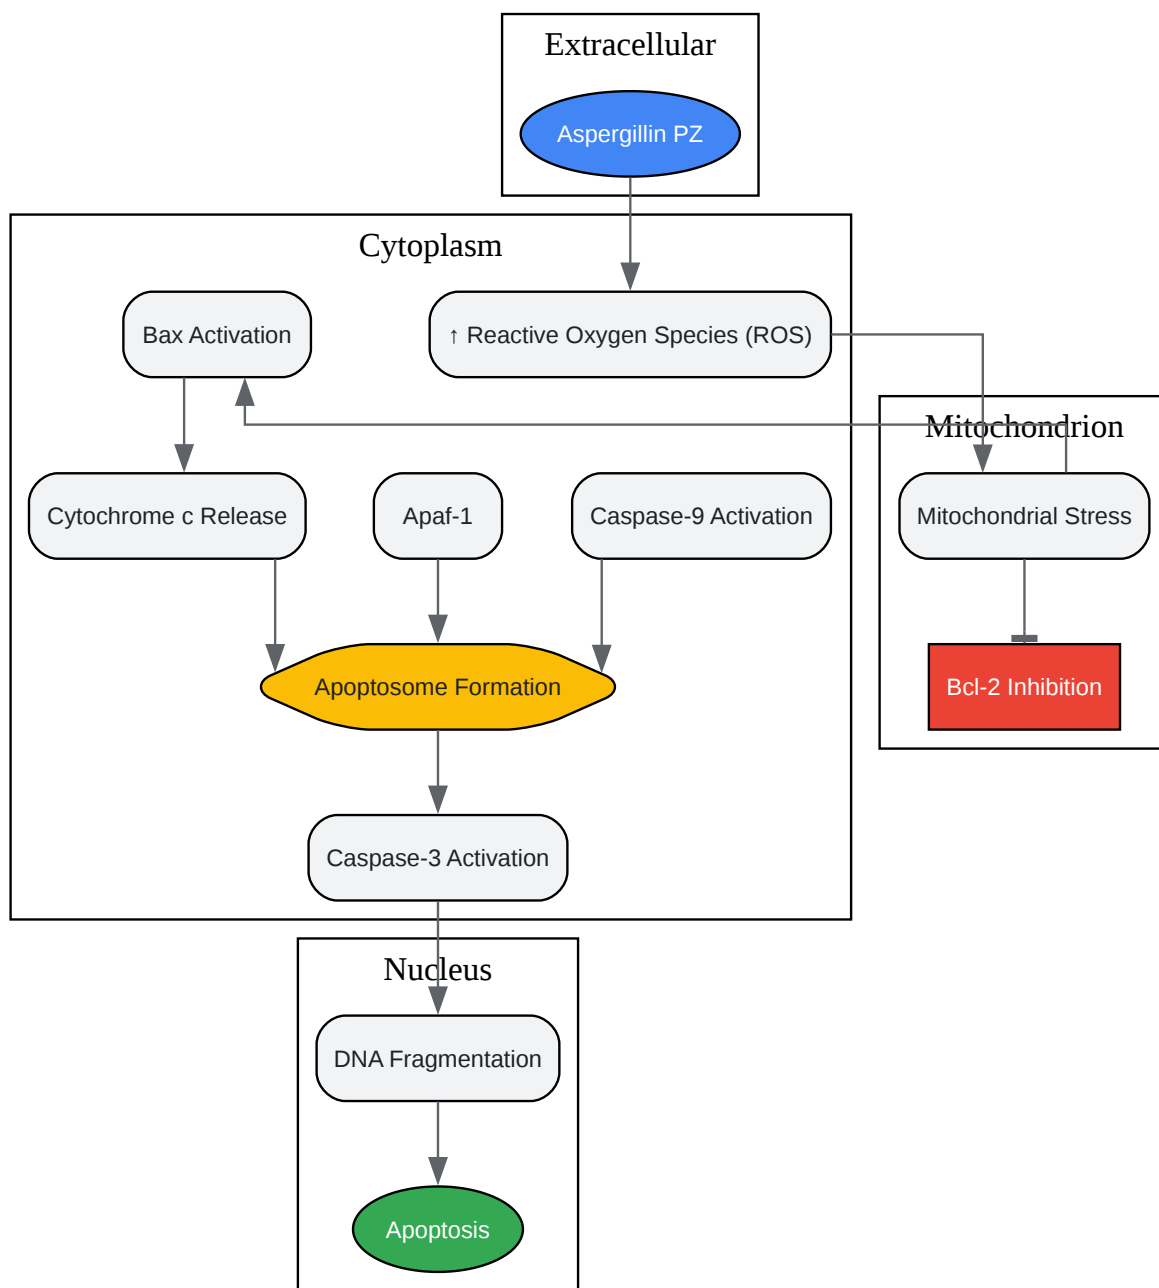 Extracellular
Aspergillin PZ
Cytoplasm
Bax Activation
↑ Reactive Oxygen Species (ROS)
Mitochondrion
Cytochrome c Release
Apaf-1
Caspase-9 Activation
Mitochondrial Stress
Apoptosome Formation
Bcl-2 Inhibition
Caspase-3 Activation
Nucleus
DNA Fragmentation
Apoptosis